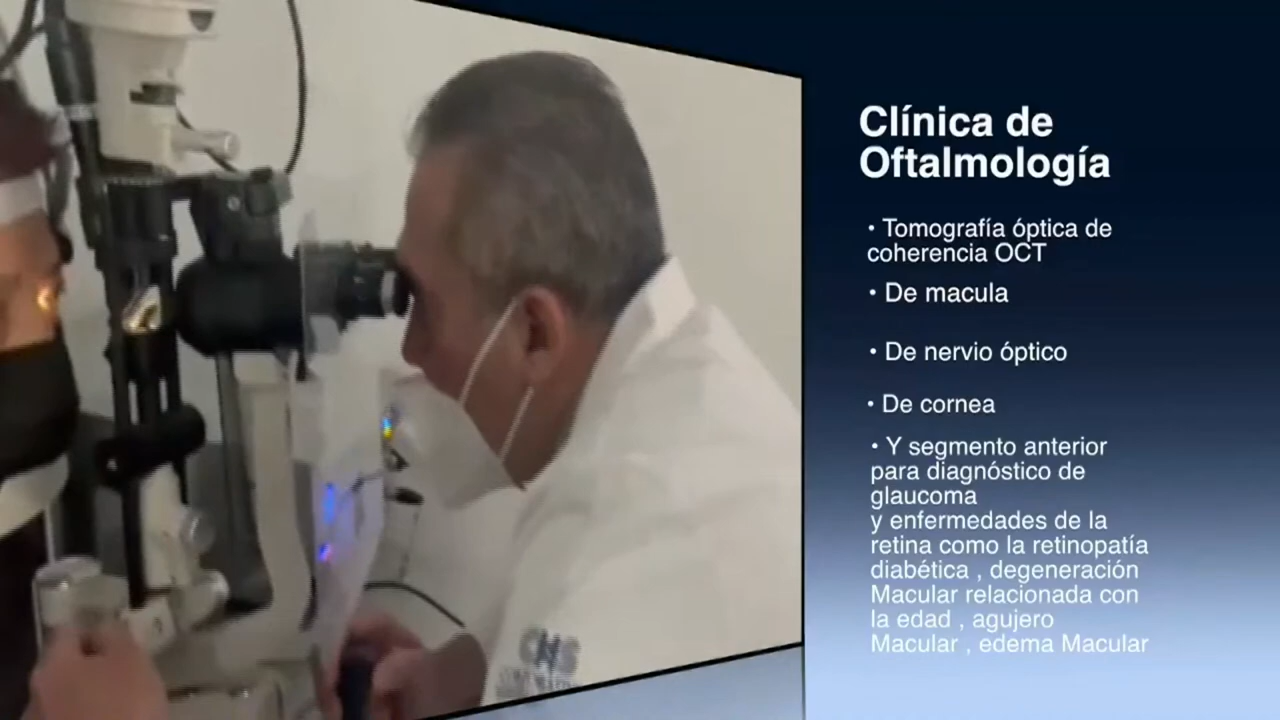 Clínica de
Oftalmología
• Tomografía óptica de
coherencia OCT
• De macula
• De nervio óptico
• De cornea
• Y segmento anterior
para diagnóstico de
glaucoma
y enfermedades de la
retina como la retinopatía
diabética , degeneración
Macular relacionada con
la edad , agujero
Macular , edema Macular
CNS